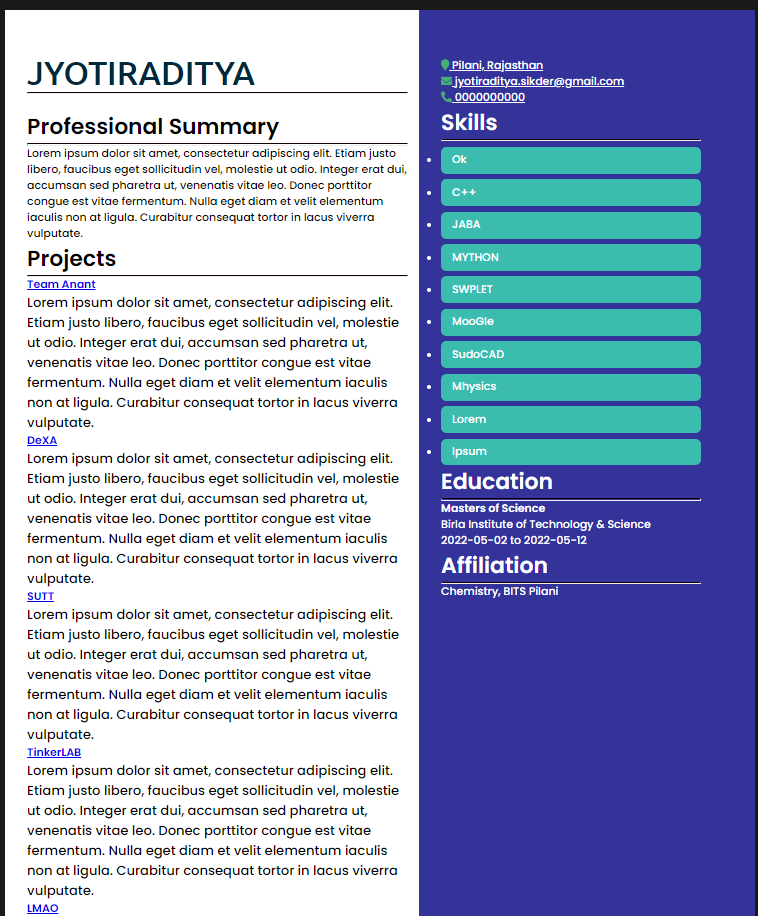 JYOTIRADITYA
Professional Summary
Lorem ipsum dolor sit amet, consectetur adipiscing elit. Etiam justo
libero, faucibus eget sollicitudin vel, molestie ut odio. Integer erat dui,
accumsan sed pharetra ut, venenatis vitae leo. Donec porttitor
congue est vitae fermentum. Nulla eget diam et velit elementum
iaculis non at ligula. Curabitur consequat tortor in lacus viverra
vulputate.
Projects
Team Anant
Lorem ipsum dolor sit amet, consectetur adipiscing elit.
Etiam justo libero, faucibus eget sollicitudin vel, molestie
ut odio. Integer erat dui, accumsan sed pharetra ut,
venenatis vitae leo. Donec porttitor congue est vitae
fermentum. Nulla eget diam et velit elementum iaculis
non at ligula. Curabitur consequat tortor in lacus viverra
vulputate.
DeXA
Lorem ipsum dolor sit amet, consectetur adipiscing elit.
Etiam justo libero, faucibus eget sollicitudin vel, molestie
ut odio. Integer erat dui, accumsan sed pharetra ut,
venenatis vitae leo. Donec porttitor congue est vitae
fermentum. Nulla eget diam et velit elementum iaculis
non at ligula. Curabitur consequat tortor in lacus viverra
vulputate.
SUTT
Lorem ipsum dolor sit amet, consectetur adipiscing elit.
Etiam justo libero, faucibus eget sollicitudin vel, molestie
ut odio. Integer erat dui, accumsan sed pharetra ut,
venenatis vitae leo. Donec porttitor congue est vitae
fermentum. Nulla eget diam et velit elementum iaculis
non at ligula. Curabitur consequat tortor in lacus viverra
vulputate.
TinkerLAB
Lorem ipsum dolor sit amet, consectetur adipiscing elit.
Etiam justo libero, faucibus eget sollicitudin vel, molestie
ut odio. Integer erat dui, accumsan sed pharetra ut,
venenatis vitae leo. Donec porttitor congue est vitae
fermentum. Nulla eget diam et velit elementum iaculis
non at ligula. Curabitur consequat tortor in lacus viverra
vulputate.
LMAO
Pilani, Rajasthan
jyotiraditya.sikder@gmail.com
0000000000
Skills
Ok
C++
JABA
MYTHON
SWPLET
MooGle
SudoCAD
Mhysics
Lorem
Ipsum
Education
Masters of Science
Birla Institute of Technology & Science
2022-05-02 to 2022-05-12
Affiliation
Chemistry, BITS Pilani